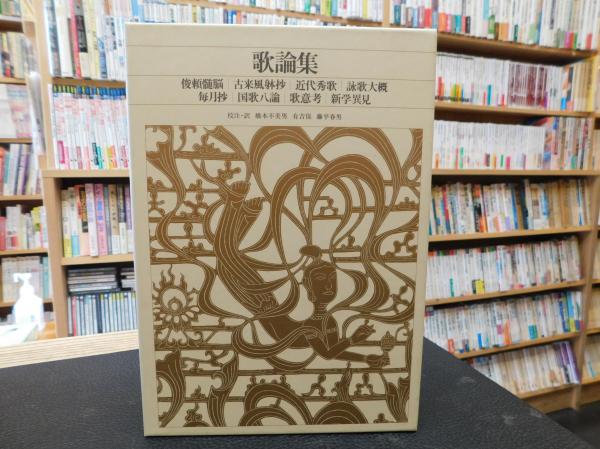 歌論集
俊頼髄脳 古来風躰抄 近代秀歌 詠歌大概
毎月抄 国歌八論 歌意考 新学異見
校注・訳 橋本不美男 有吉保 藤平春男